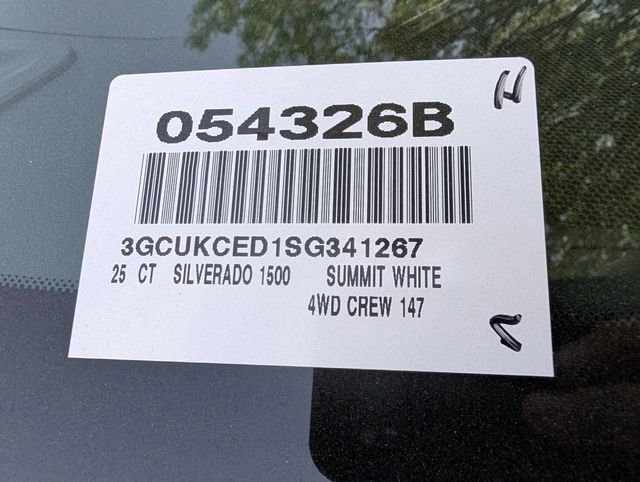 054326B
3GCUKCED1SG341267
25 CT SILVERADO 1500 SUMMIT WHITE
4WD CREW 147